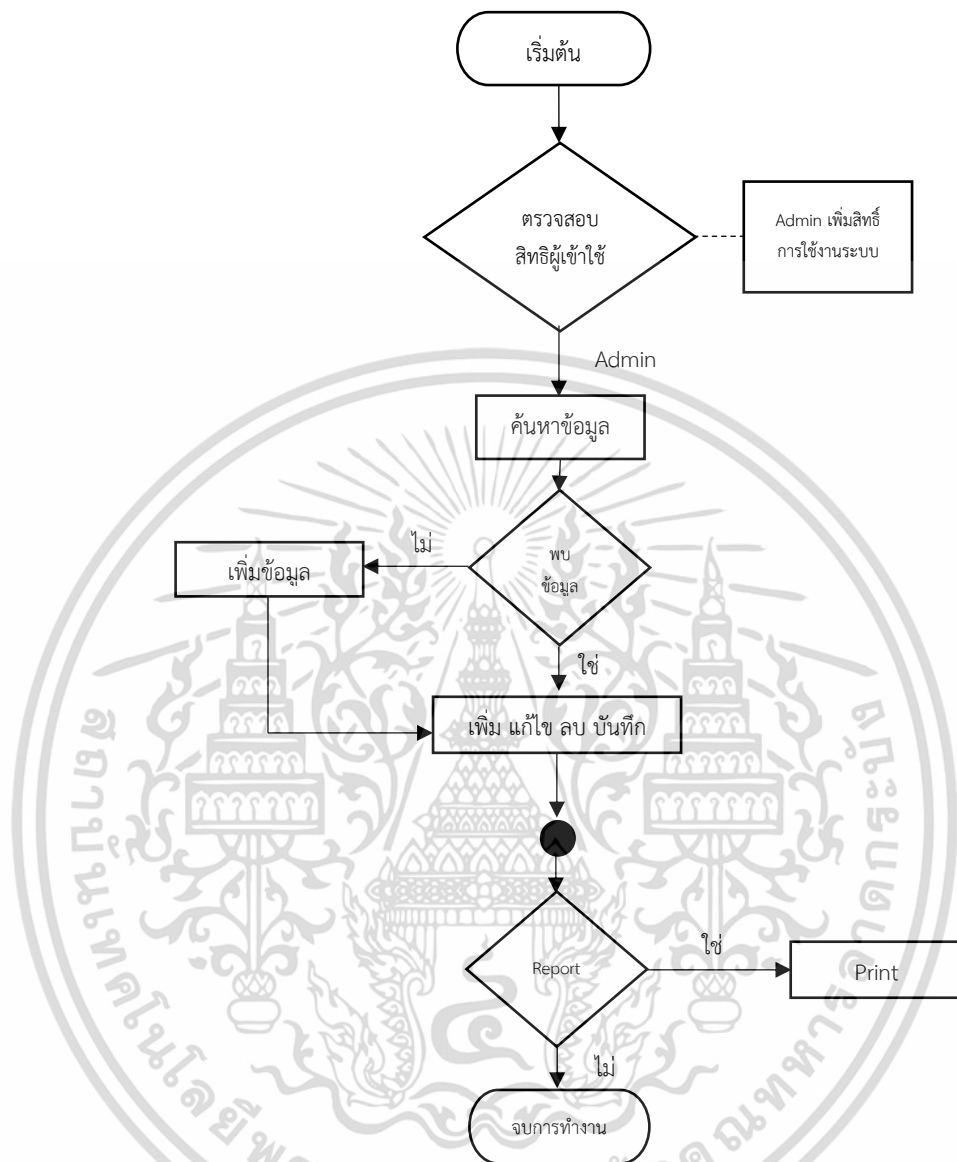 เริ่มต้น
ตรวจสอบ
สิทธิผู้เข้าใช้
Admin เพิ่มสิทธิ์
การใช้งานระบบ
Admin
ค้นหาข้อมูล
ไม่
พบ
ข้อมูล
เพิ่มข้อมูล
ใช่
เพิ่ม แก้ไข ลบ บันทึก
Report
ใช่
Print
ไม่
จบการทำงาน